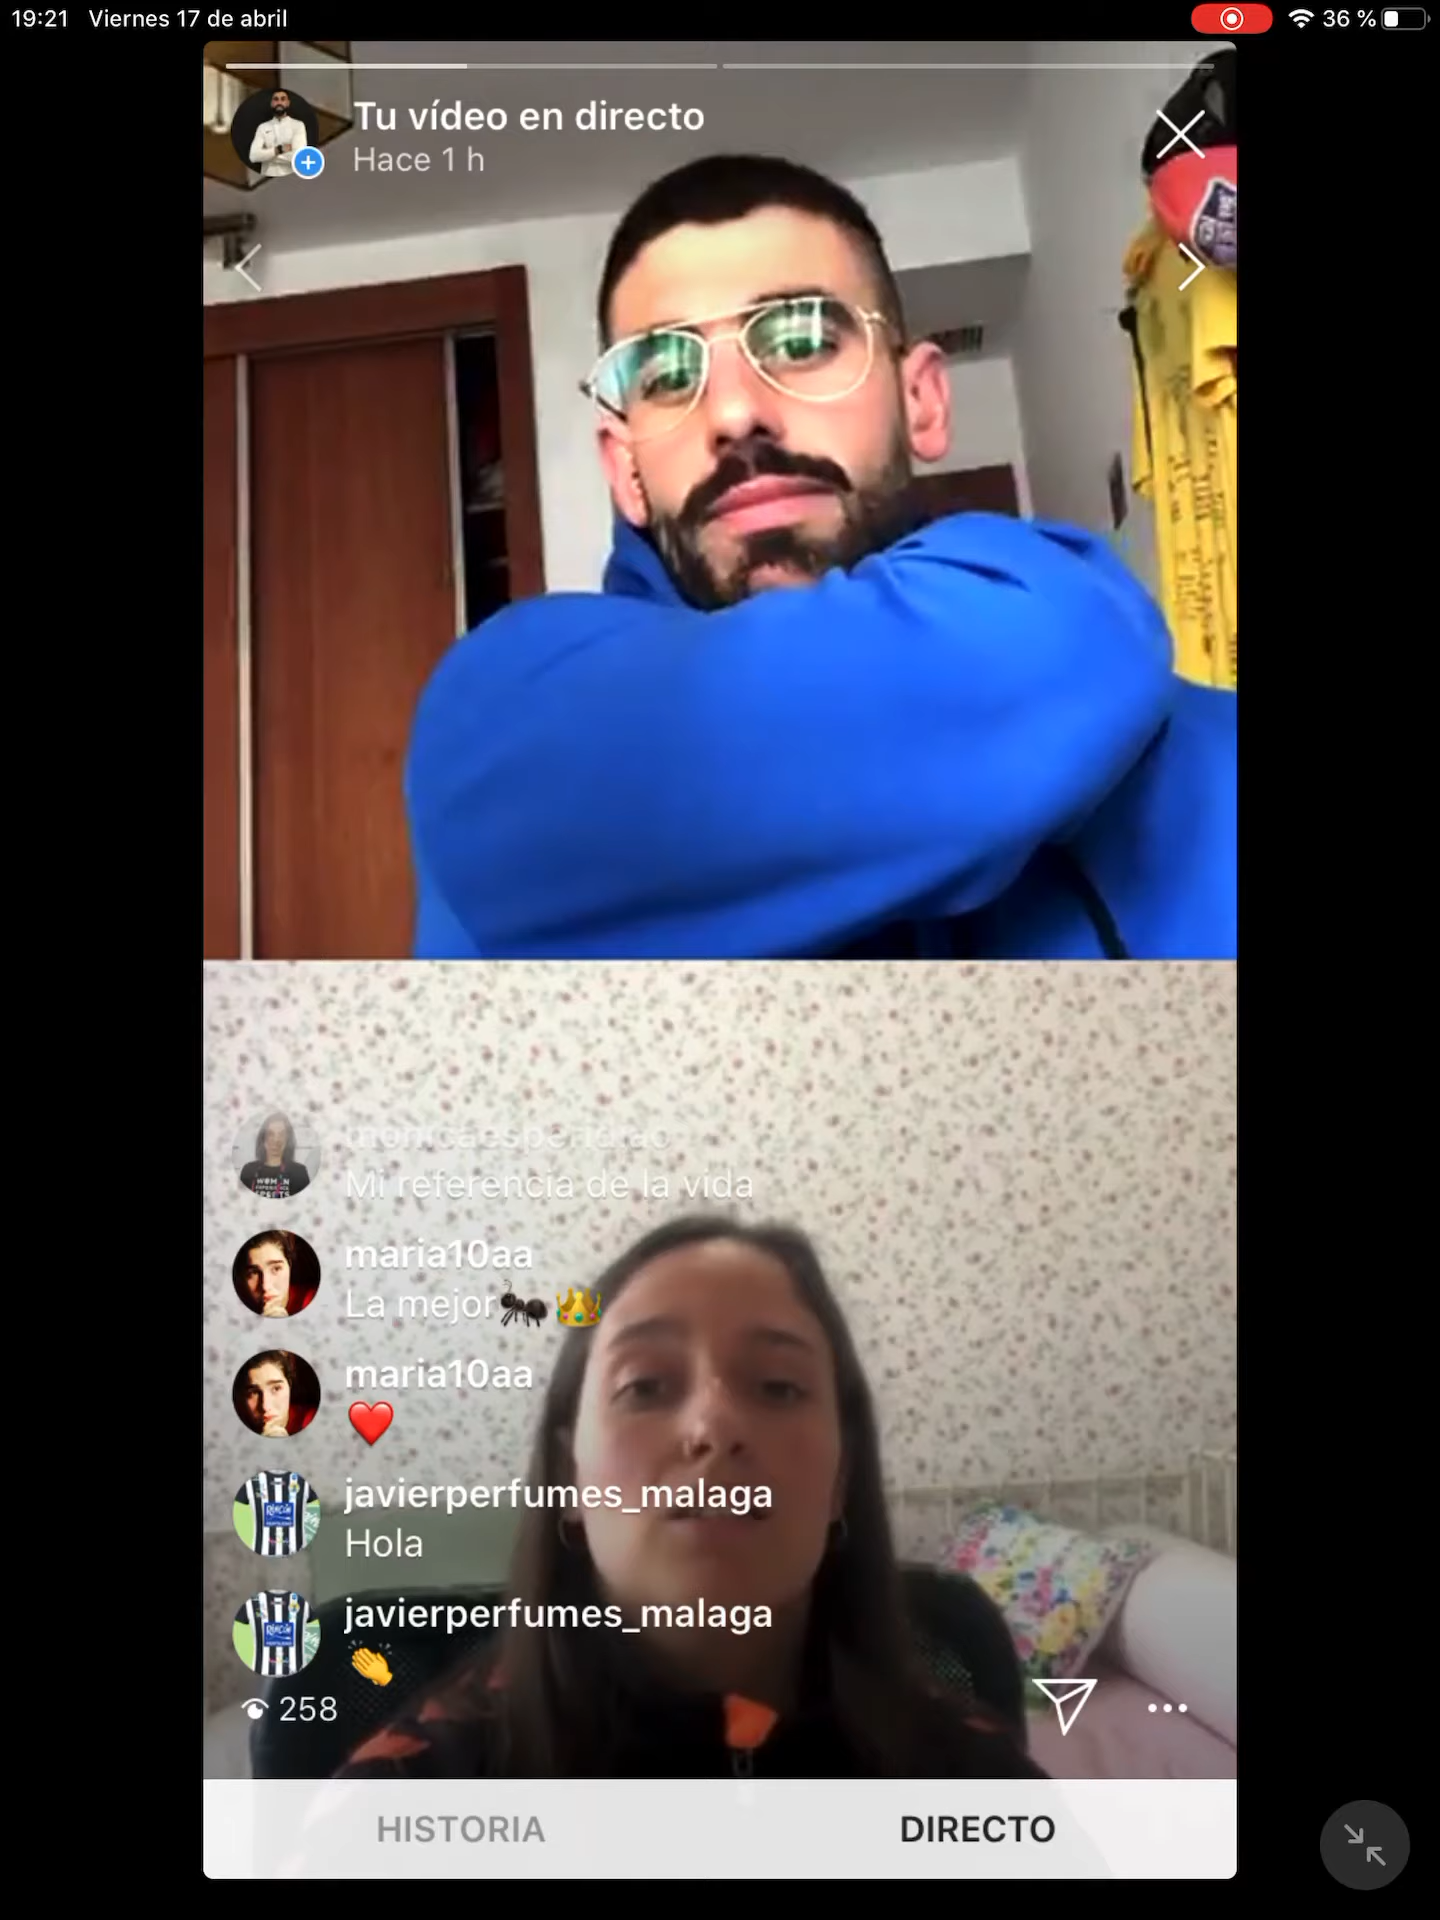 19:21 Viernes 17 de abril
36 %
Tu vídeo en directo
Hace 1 h
Mi referencia de la vida
maria10aa
La mejor🐜👑
maria10aa
❤️
javierperfumes_malaga
Hola
javierperfumes_malaga
👏
258
HISTORIA
DIRECTO